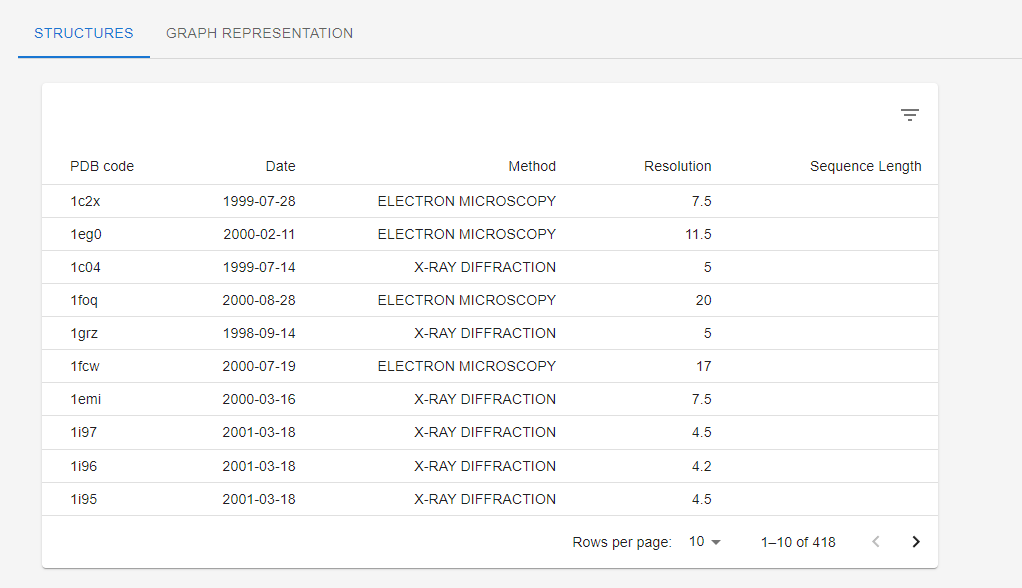 STRUCTURES GRAPH REPRESENTATION
PDB code Date Method Resolution Sequence Length
1c2x 1999-07-28 ELECTRON MICROSCOPY 7.5
1eg0 2000-02-11 ELECTRON MICROSCOPY 11.5
1c04 1999-07-14 X-RAY DIFFRACTION 5
1foq 2000-08-28 ELECTRON MICROSCOPY 20
1grz 1998-09-14 X-RAY DIFFRACTION 5
1fcw 2000-07-19 ELECTRON MICROSCOPY 17
1emi 2000-03-16 X-RAY DIFFRACTION 7.5
1i97 2001-03-18 X-RAY DIFFRACTION 4.5
1i96 2001-03-18 X-RAY DIFFRACTION 4.2
1i95 2001-03-18 X-RAY DIFFRACTION 4.5
Rows per page: 10 1–10 of 418